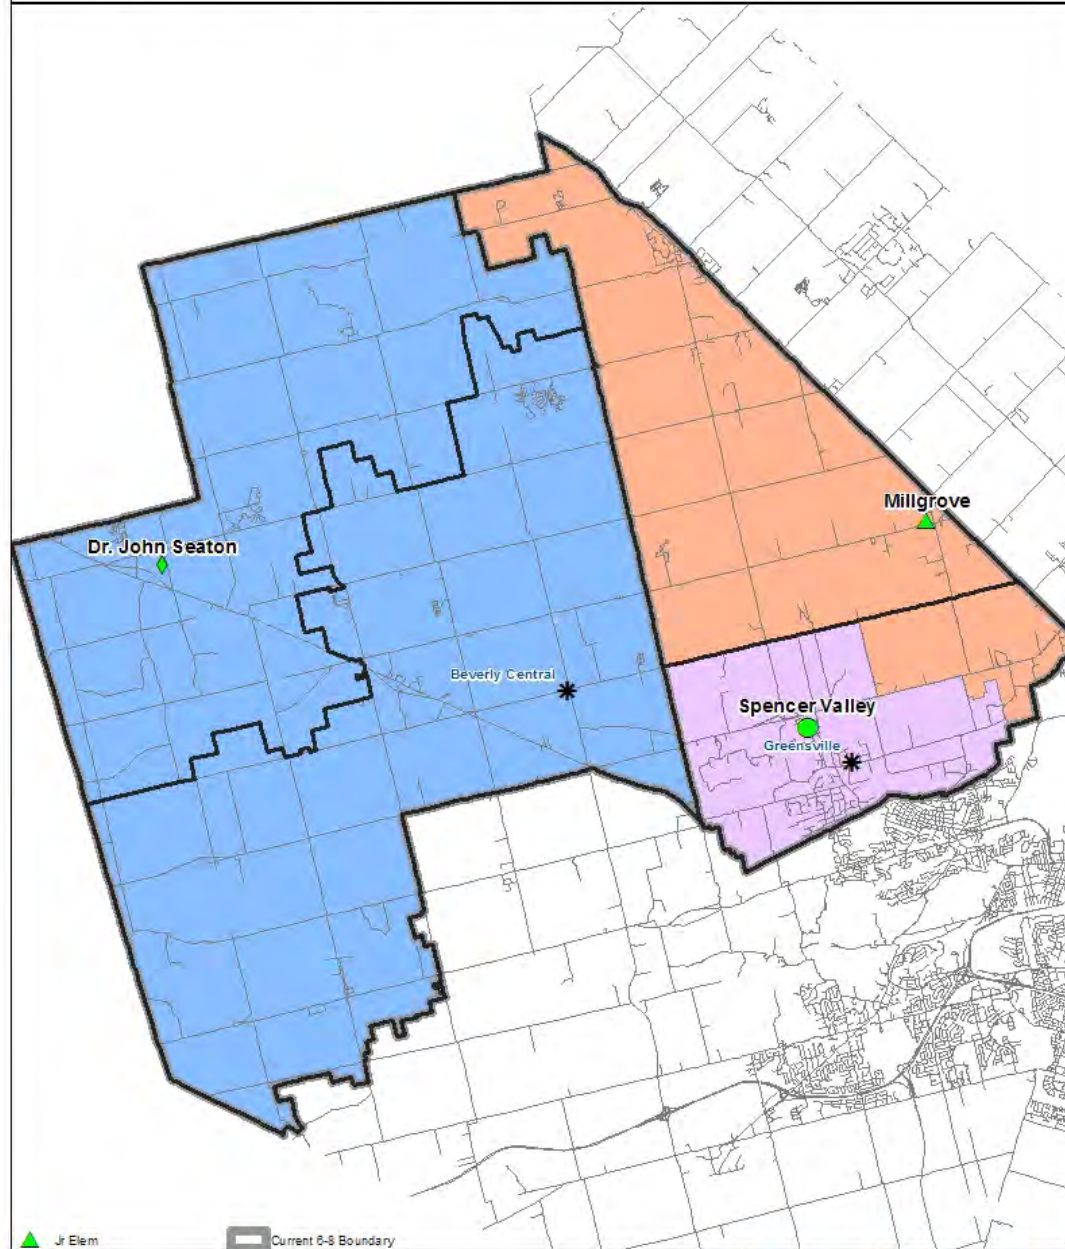 Millgrove
Dr. John Seaton
Beverly Central
Spencer Valley
Greensville
Jr Elem
Current 6-8 Boundary